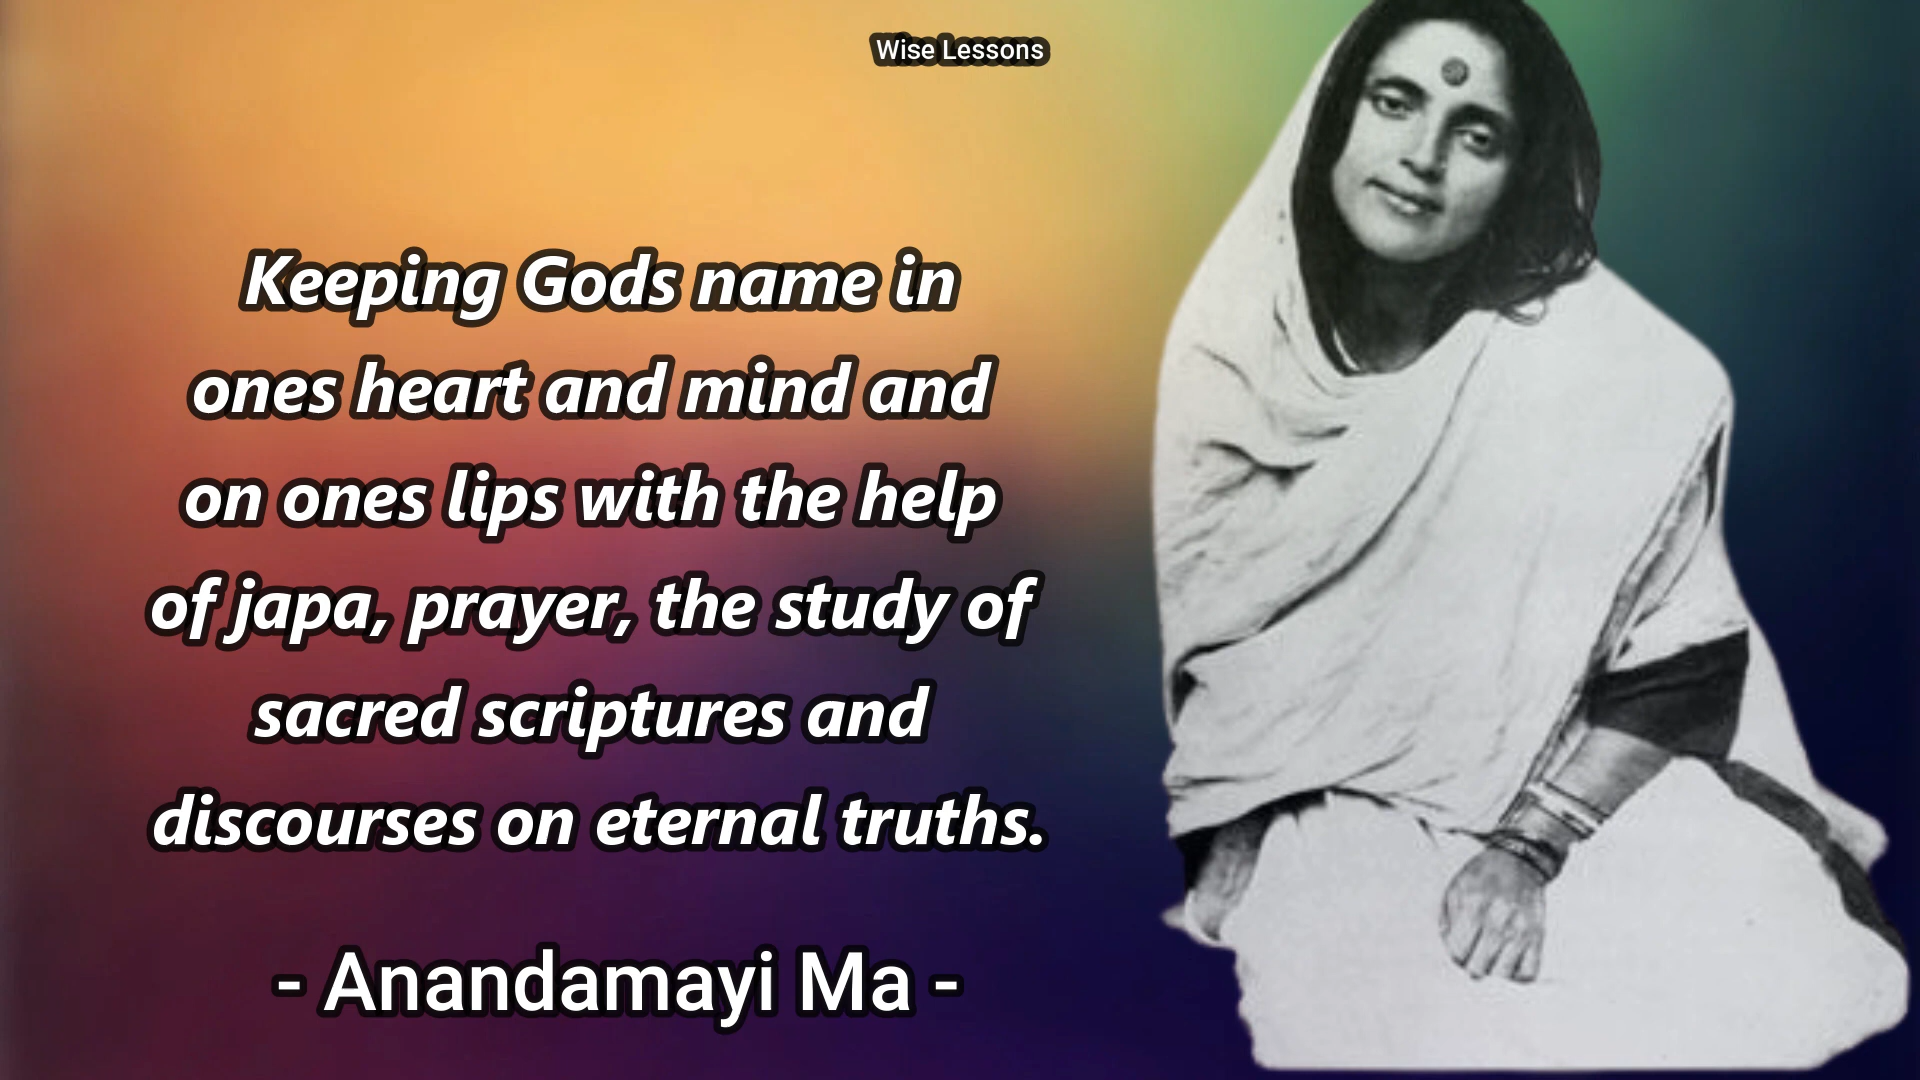 Wise Lessons
Keeping Gods name in
ones heart and mind and
on ones lips with the help
of japa, prayer, the study of
sacred scriptures and
discourses on eternal truths.
- Anandamayi Ma -